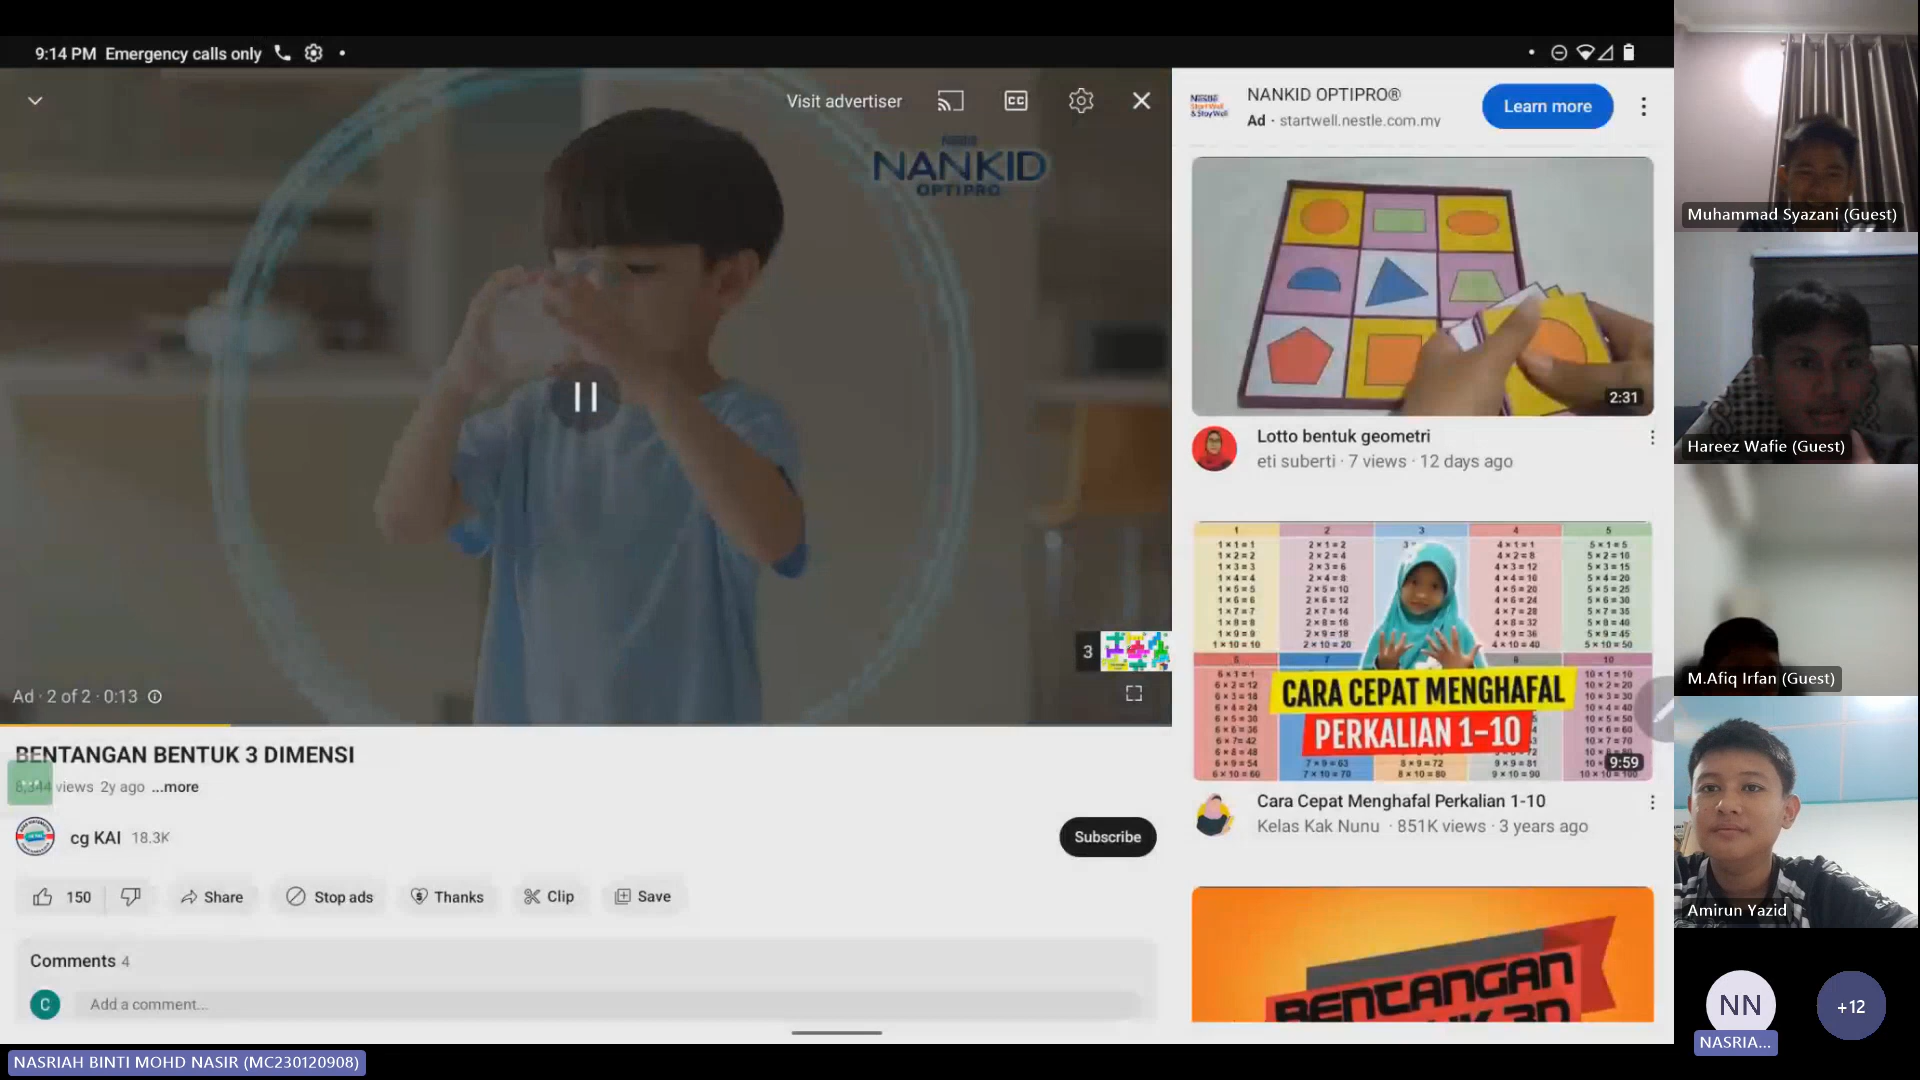 9:14 PM Emergency calls only
Visit advertiser
Nestlé
NANKID
OPTIPRO
3
Ad · 2 of 2 · 0:13
BENTANGAN BENTUK 3 DIMENSI
8,344 views 2y ago ...more
cg KAI 18.3K
Subscribe
150
Share
Stop ads
Thanks
Clip
Save
Comments 4
C
Add a comment...
NANKID OPTIPRO®
Ad · startwell.nestle.com.my
Learn more
2:31
Lotto bentuk geometri
eti suberti · 7 views · 12 days ago
CARA CEPAT MENGHAFAL
PERKALIAN 1-10
9:59
Cara Cepat Menghafal Perkalian 1-10
Kelas Kak Nunu · 851K views · 3 years ago
BENTANGAN
Muhammad Syazani (Guest)
Hareez Wafie (Guest)
M.Afiq Irfan (Guest)
Amirun Yazid
NN
NASRIA...
+12
NASRIAH BINTI MOHD NASIR (MC230120908)